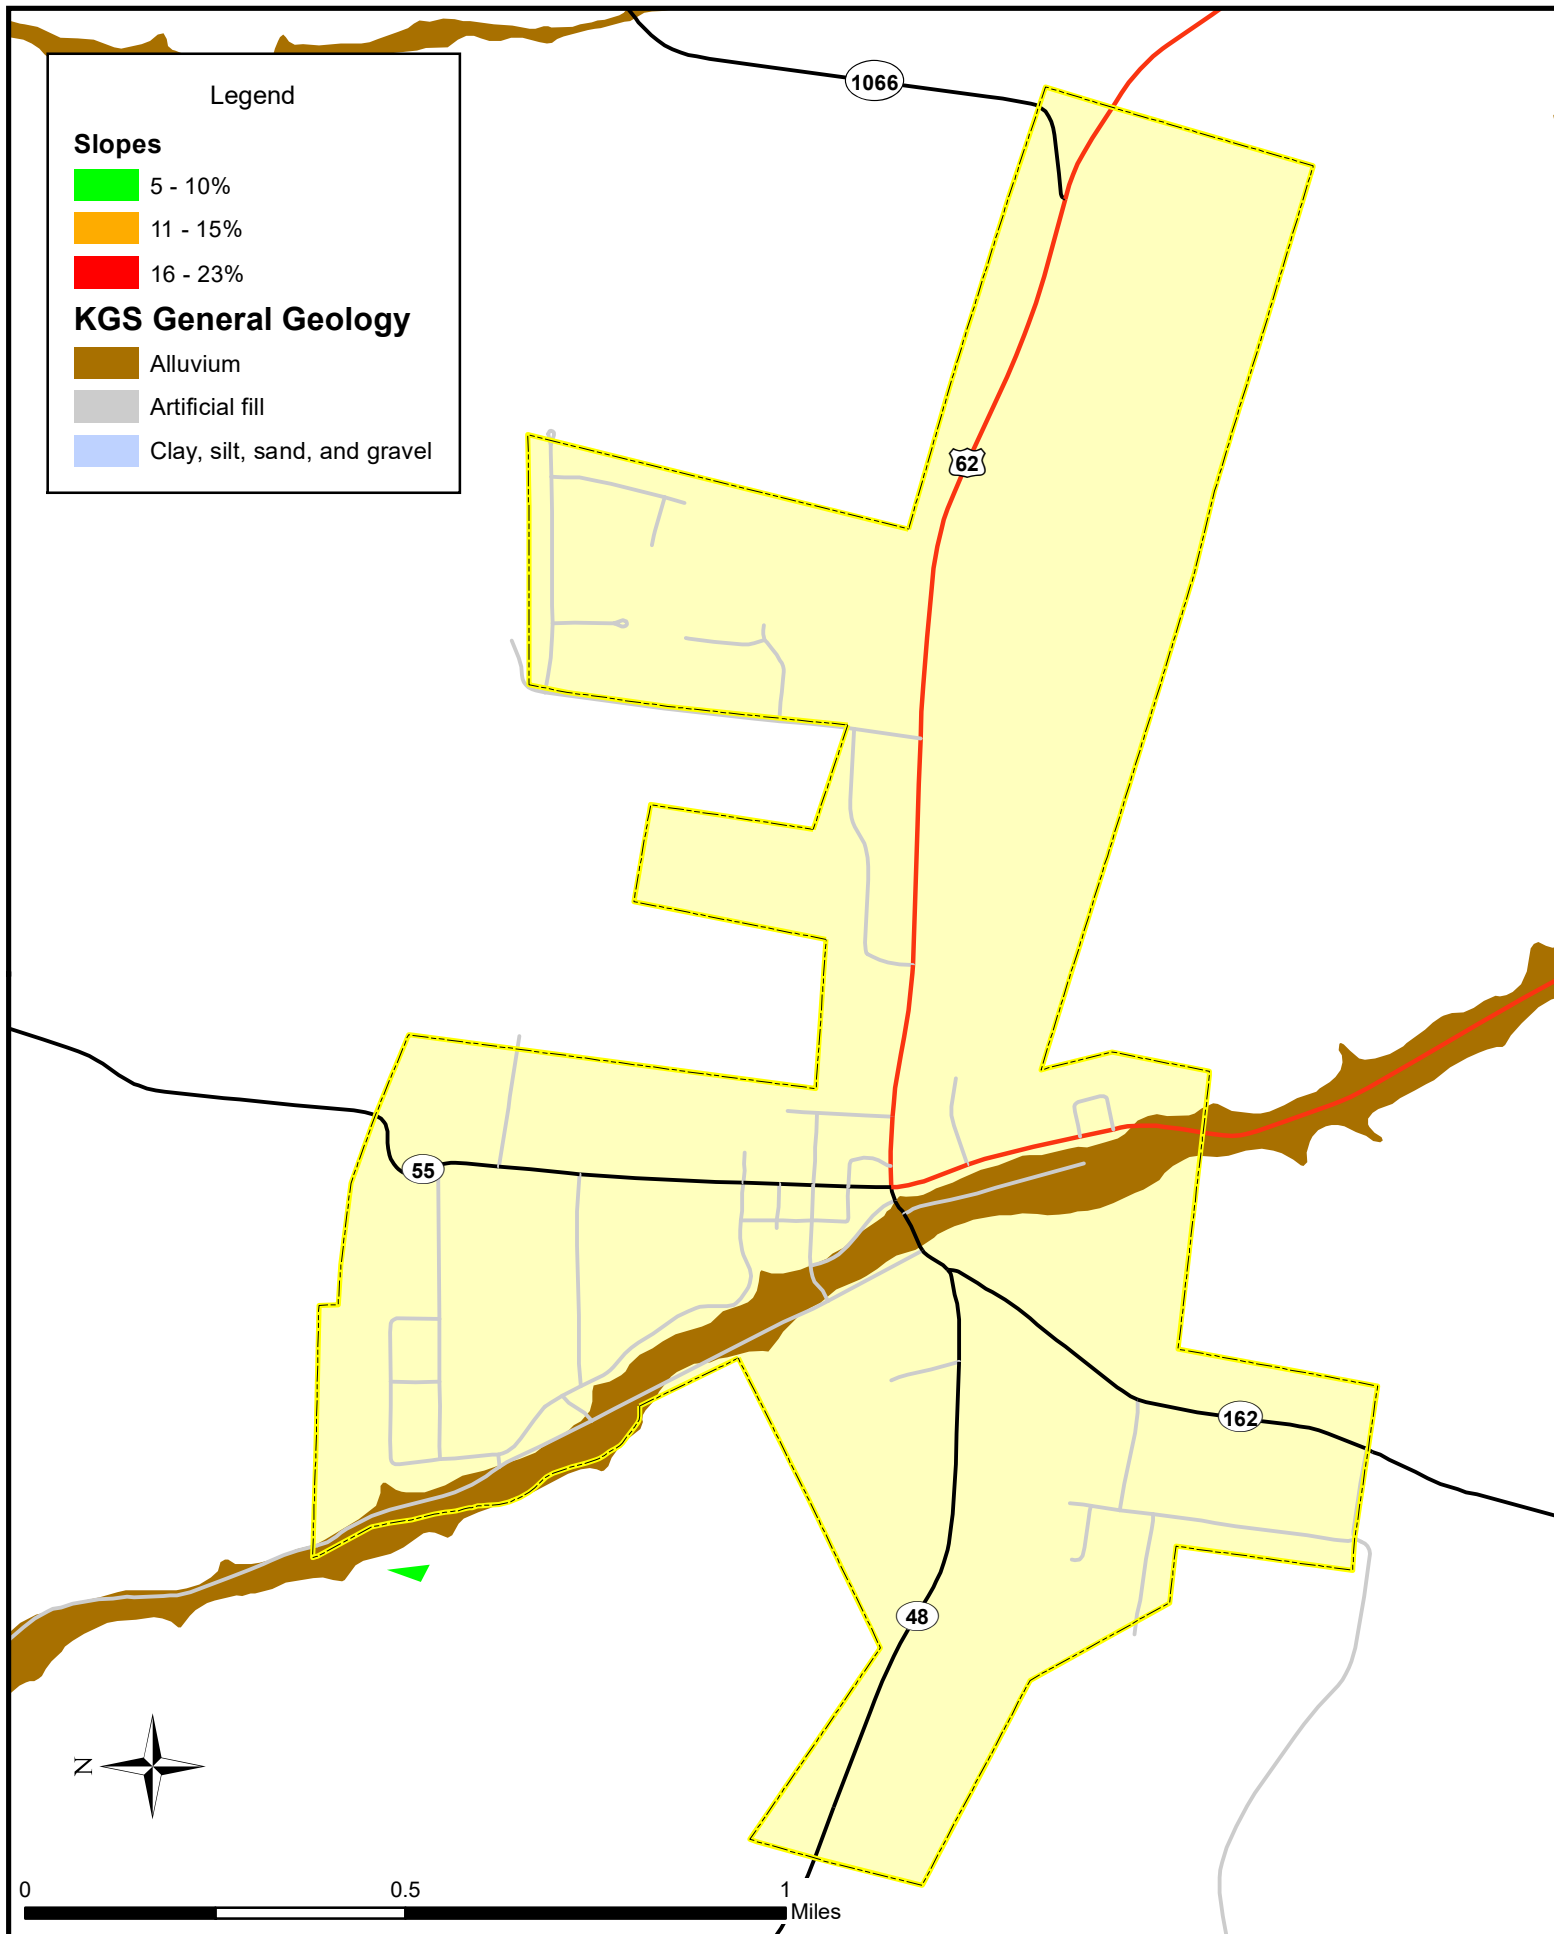 Legend
Slopes
5 - 10%
11 - 15%
16 - 23%
KGS General Geology
Alluvium
Artificial fill
Clay, silt, sand, and gravel
1066
62
55
162
48
N
0 0.5 1
Miles